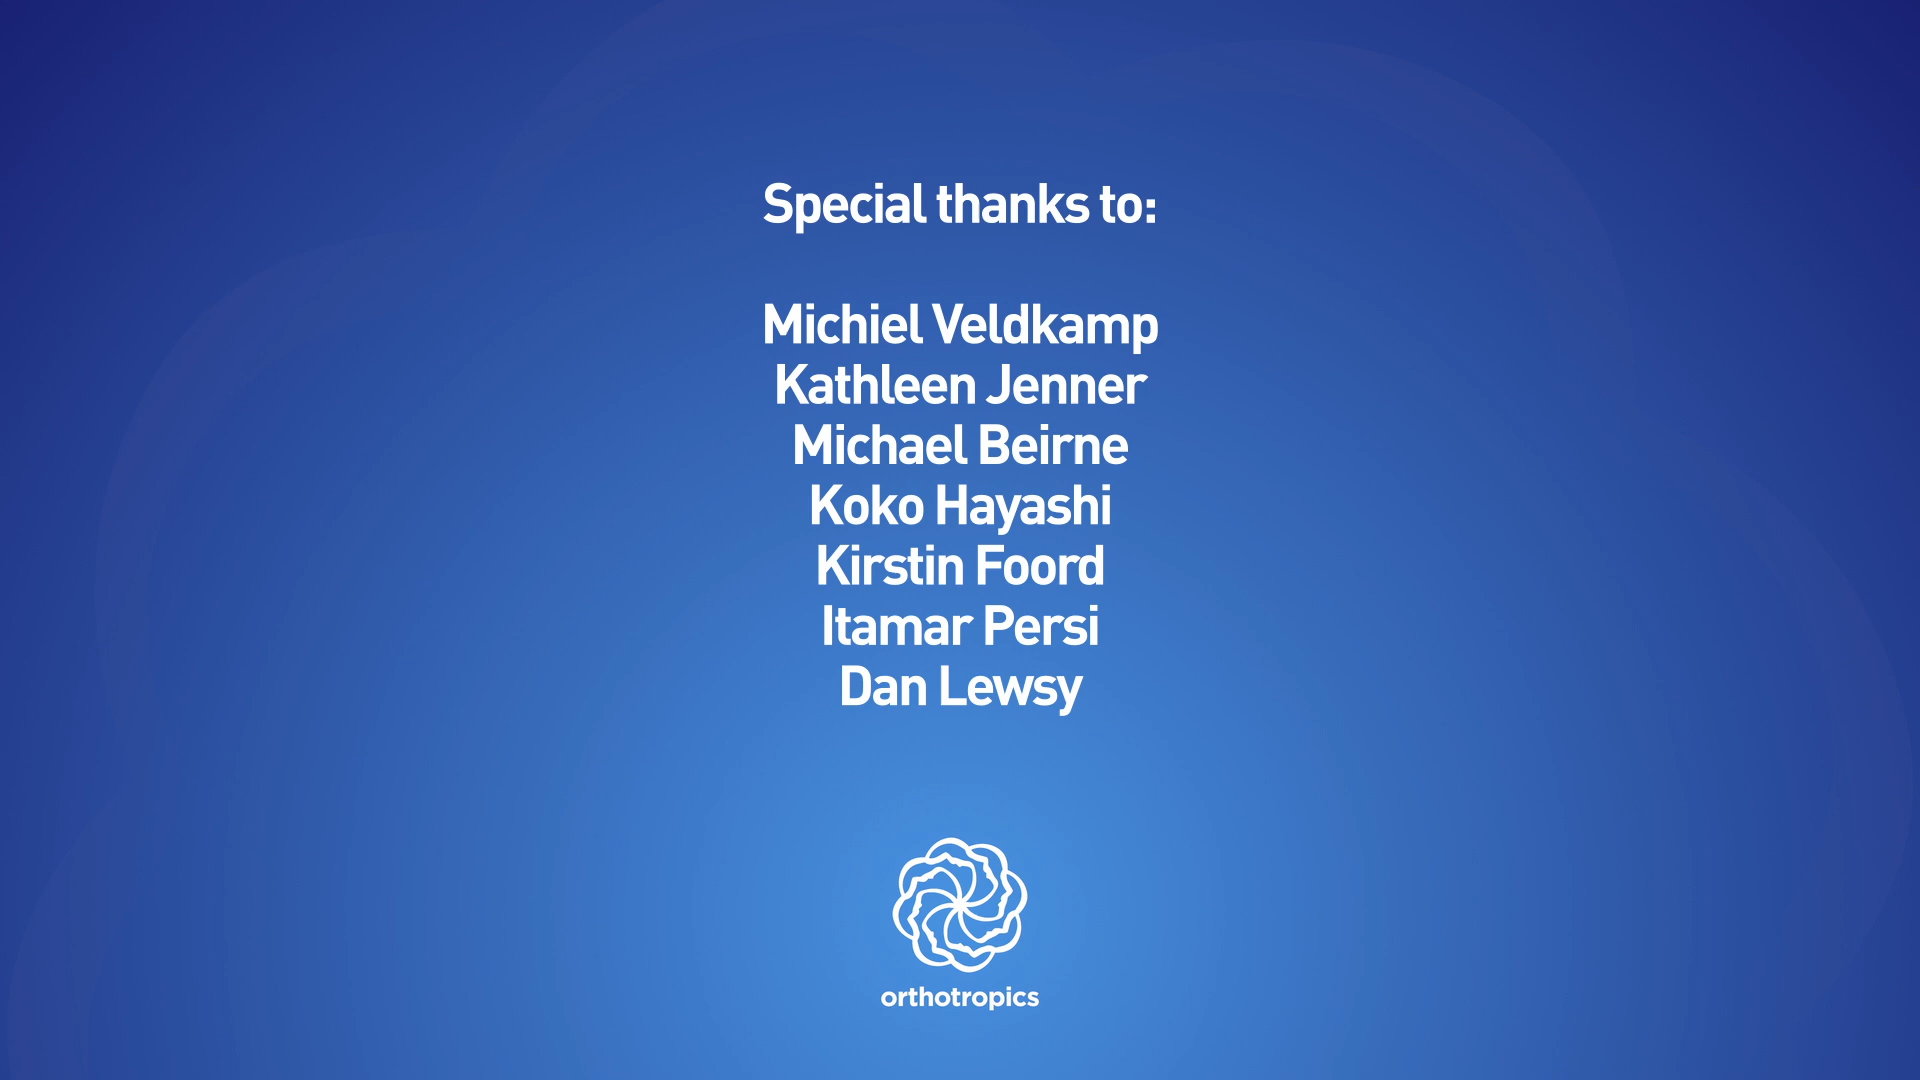 Special thanks to:
Michiel Veldkamp
Kathleen Jenner
Michael Beirne
Koko Hayashi
Kirstin Foord
Itamar Persi
Dan Lewsy
orthotropics